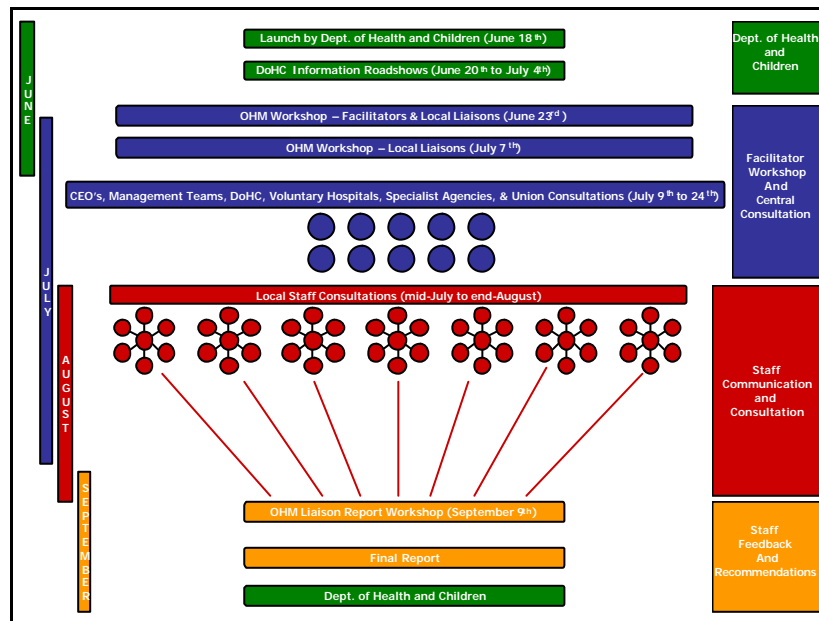 Launch by Dept. of Health and Children (June 18th)
DoHC Information Roadshows (June 20th to July 4th)
Dept. of Health
and
Children
JUNE
OHM Workshop – Facilitators & Local Liaisons (June 23rd)
OHM Workshop – Local Liaisons (July 7th)
CEO's, Management Teams, DoHC, Voluntary Hospitals, Specialist Agencies, & Union Consultations (July 9th to 24th)
Facilitator
Workshop
And
Central
Consultation
JULY
Local Staff Consultations (mid-July to end-August)
AUGUST
Staff
Communication
and
Consultation
SEPTEMBER
OHM Liaison Report Workshop (September 9th)
Final Report
Dept. of Health and Children
Staff
Feedback
And
Recommendations